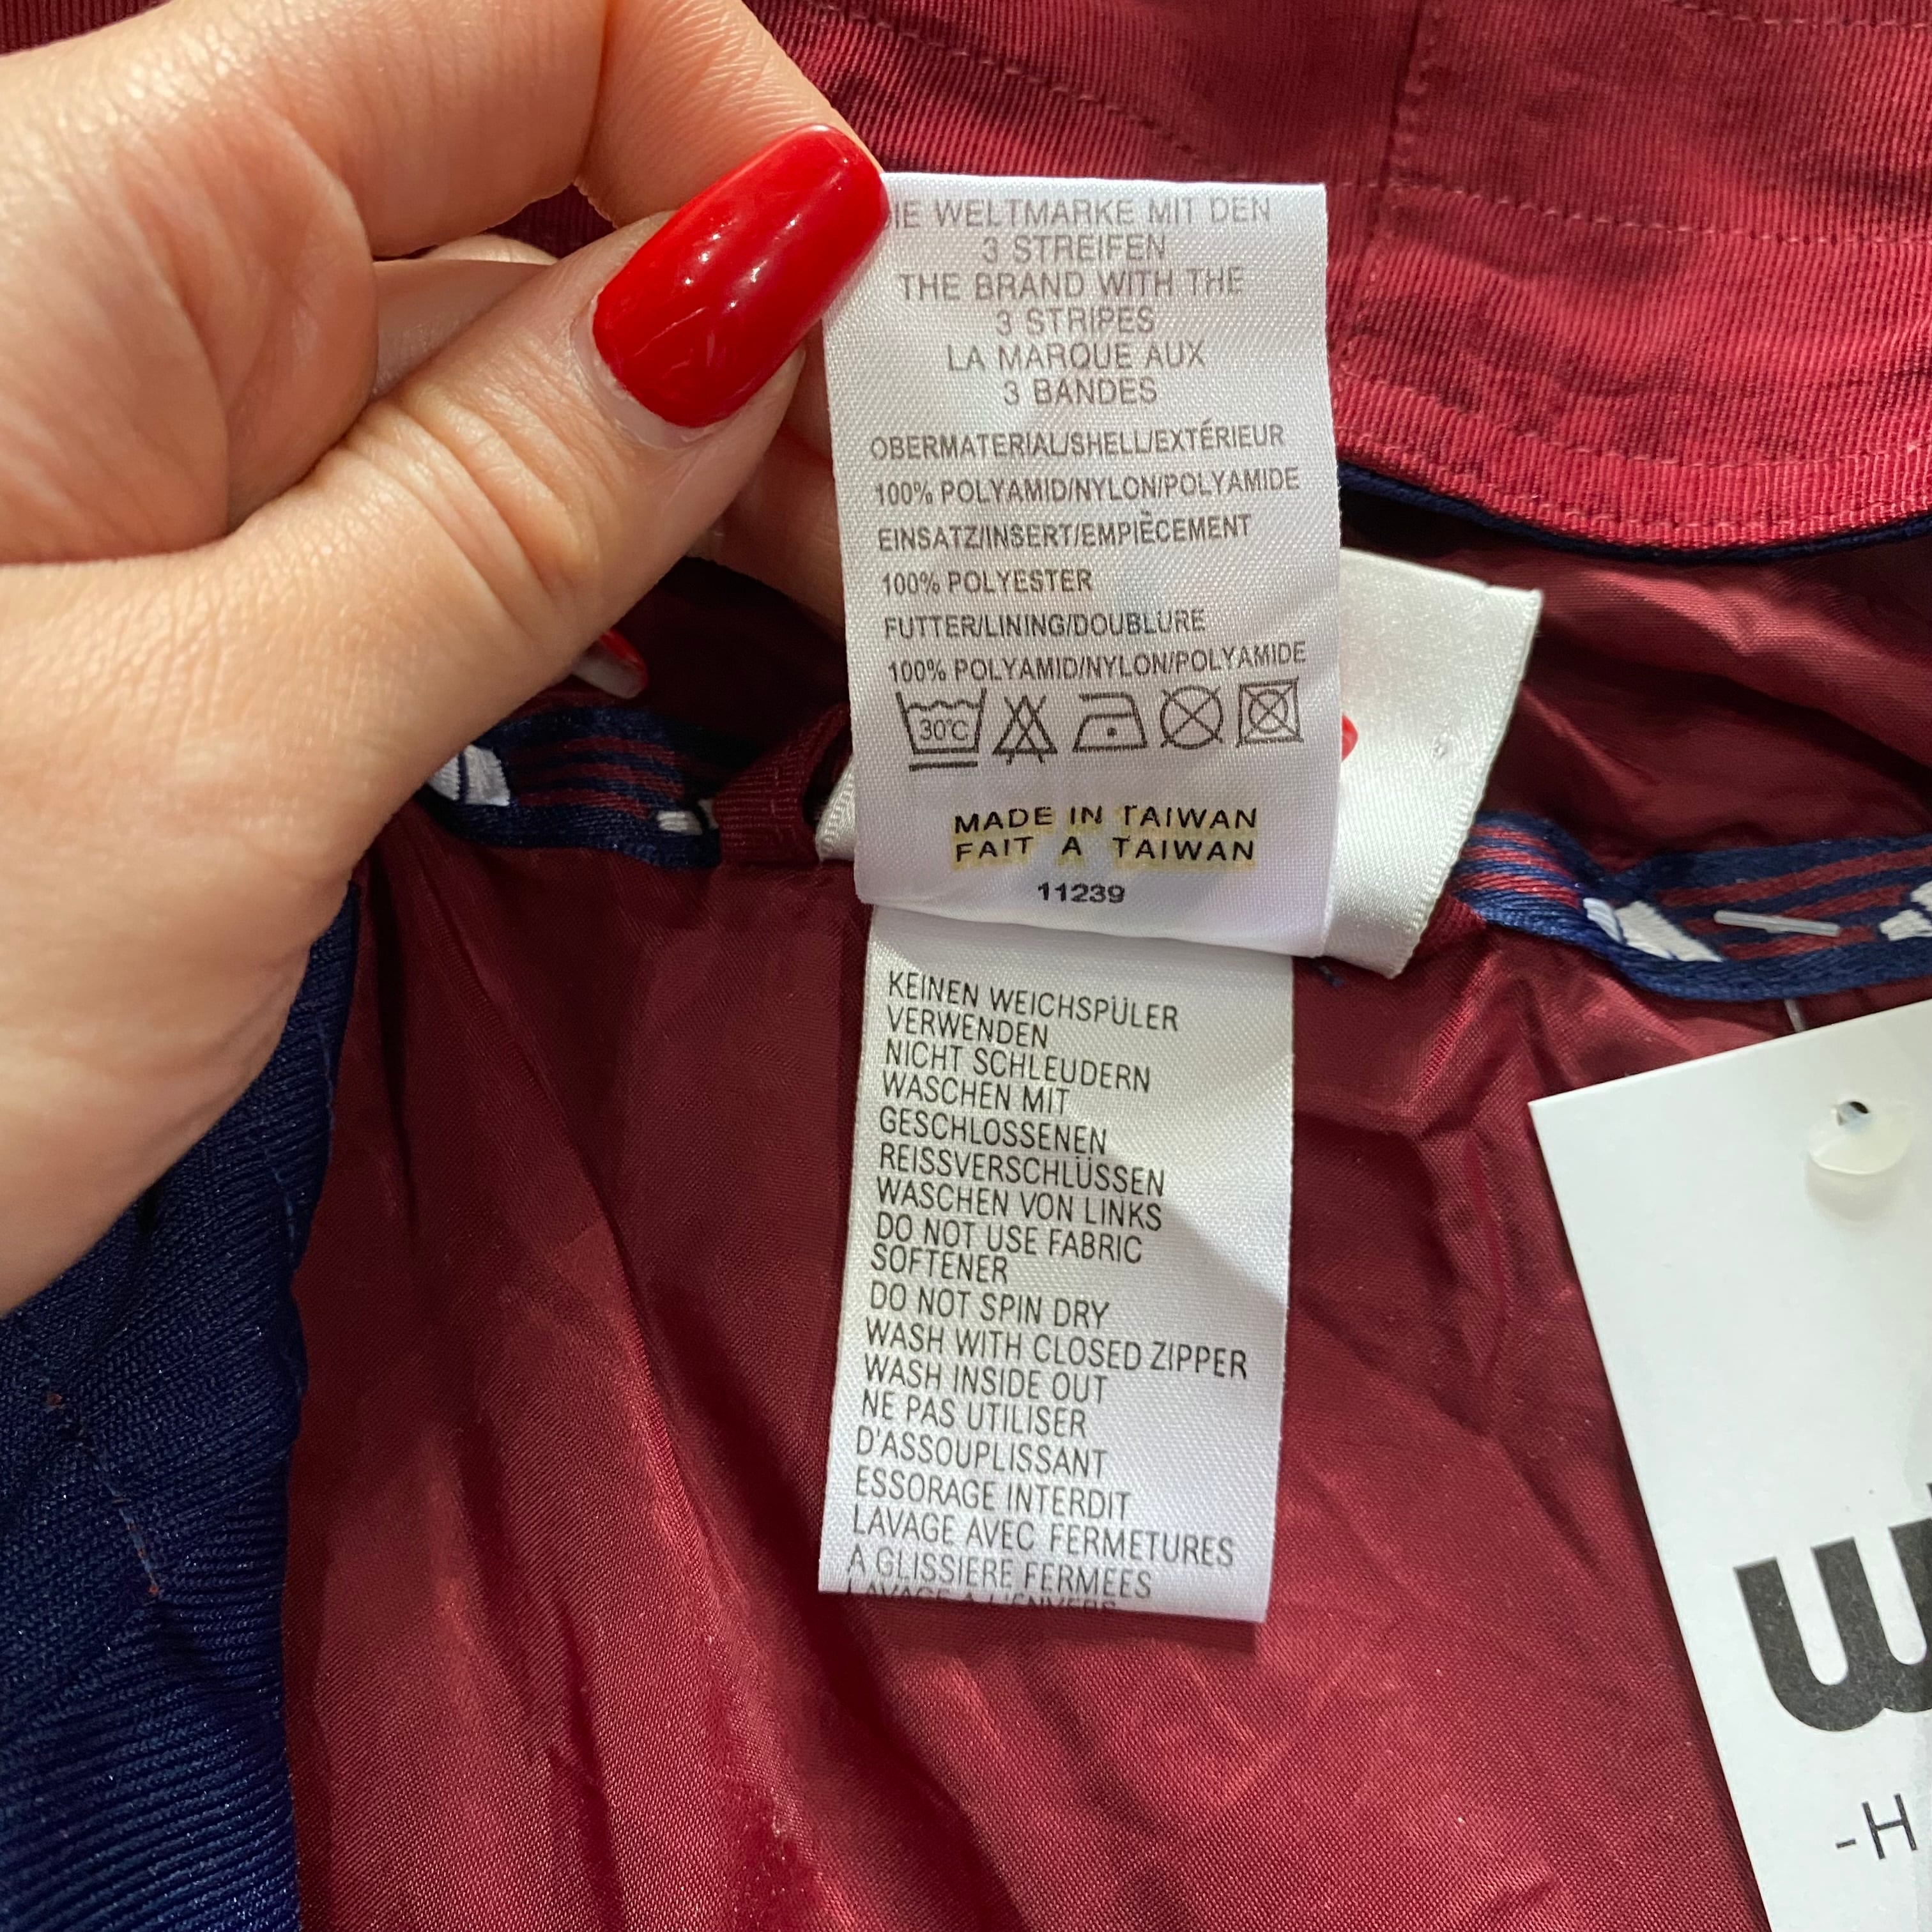 IE WELTMARKE MIT DEN
3 STREIFEN
THE BRAND WITH THE
3 STRIPES
LA MARQUE AUX
3 BANDES
OBERMATERIAL/SHELL/EXTÉRIEUR
100% POLYAMID/NYLON/POLYAMIDE
EINSATZ/INSERT/EMPIÈCEMENT
100% POLYESTER
FUTTER/LINING/DOUBLURE
100% POLYAMID/NYLON/POLYAMIDE
30°C
MADE IN TAIWAN
FAIT A TAIWAN
11239
KEINEN WEICHSPÜLER
VERWENDEN
NICHT SCHLEUDERN
WASCHEN MIT
GESCHLOSSENEN
REISSVERSCHLÜSSEN
WASCHEN VON LINKS
DO NOT USE FABRIC
SOFTENER
DO NOT SPIN DRY
WASH WITH CLOSED ZIPPER
WASH INSIDE OUT
NE PAS UTILISER
D'ASSOUPLISSANT
ESSORAGE INTERDIT
LAVAGE AVEC FERMETURES
A GLISSIERE FERMEES
LAVAGE A L'ENVERS
-H